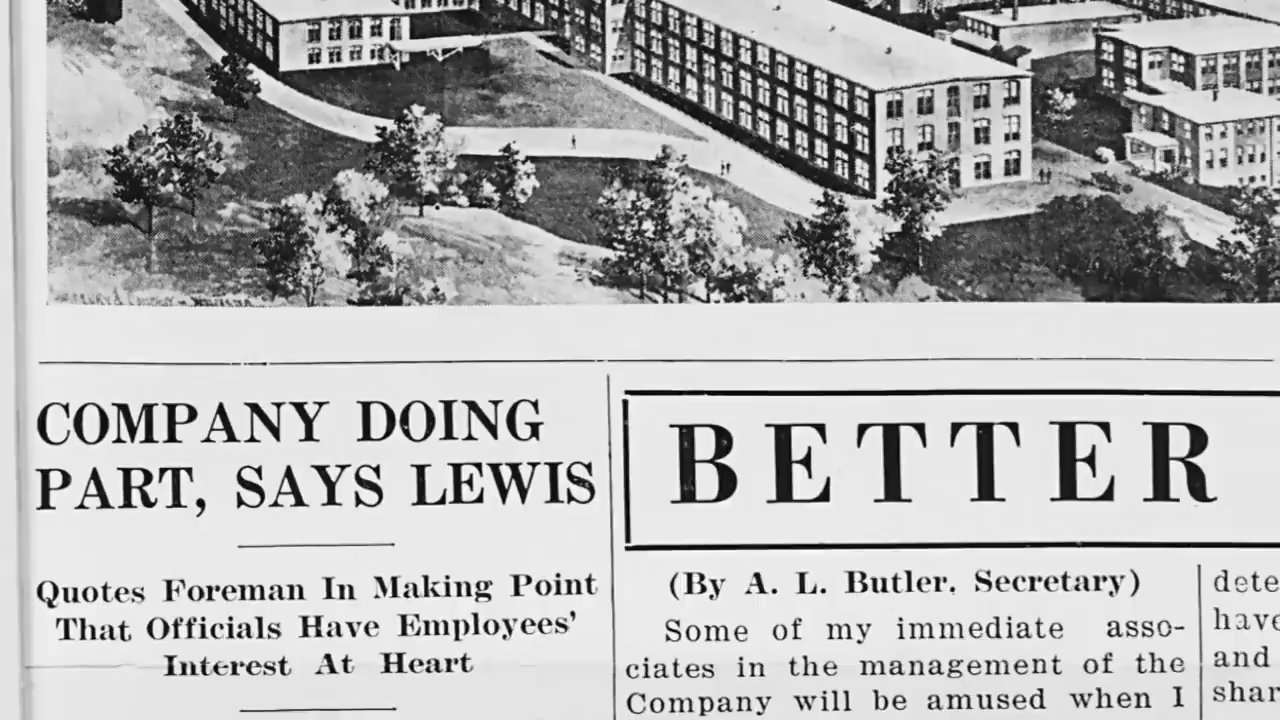 COMPANY DOING
PART, SAYS LEWIS
Quotes Foreman In Making Point
That Officials Have Employees'
Interest At Heart
BETTER
(By A. L. Butler, Secretary)
Some of my immediate asso-
ciates in the management of the
Company will be amused when I
dete
have
and
shar